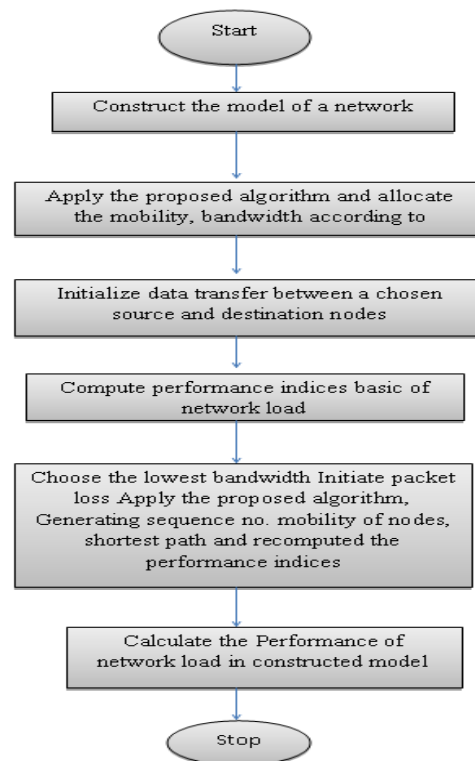 Start
Construct the model of a network
Apply the proposed algorithm and allocate
the mobility, bandwidth according to
Initialize data transfer between a chosen
source and destination nodes
Compute performance indices basic of
network load
Choose the lowest bandwidth Initiate packet
loss Apply the proposed algorithm,
Generating sequence no. mobility of nodes,
shortest path and recomputed the
performance indices
Calculate the Performance of
network load in constructed model
Stop